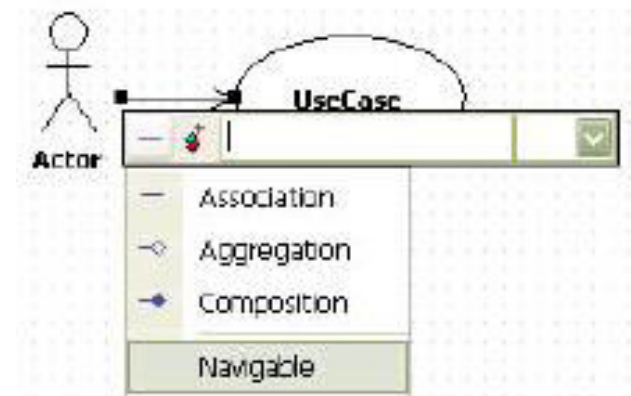 UseCase
Actor
Association
Aggregation
Composition
Navigable